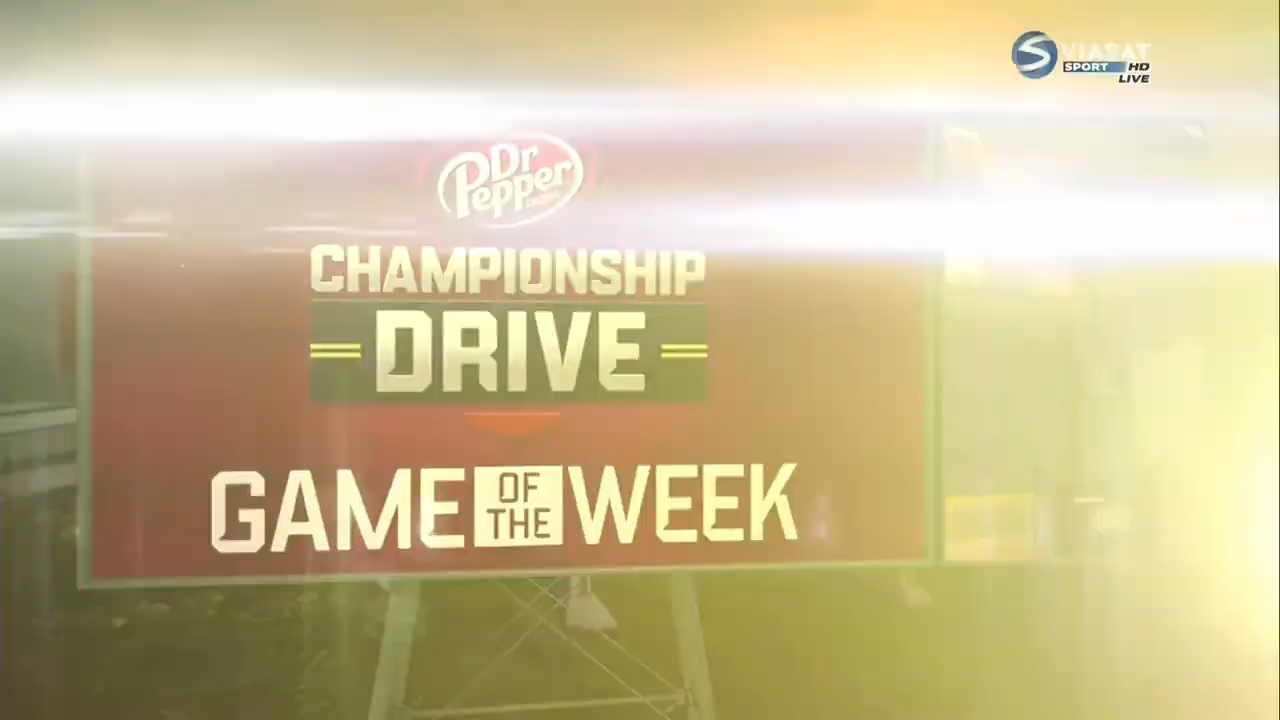 VIASAT
SPORT HD
LIVE
Dr
Pepper
CHAMPIONSHIP
DRIVE
GAME OF THE WEEK